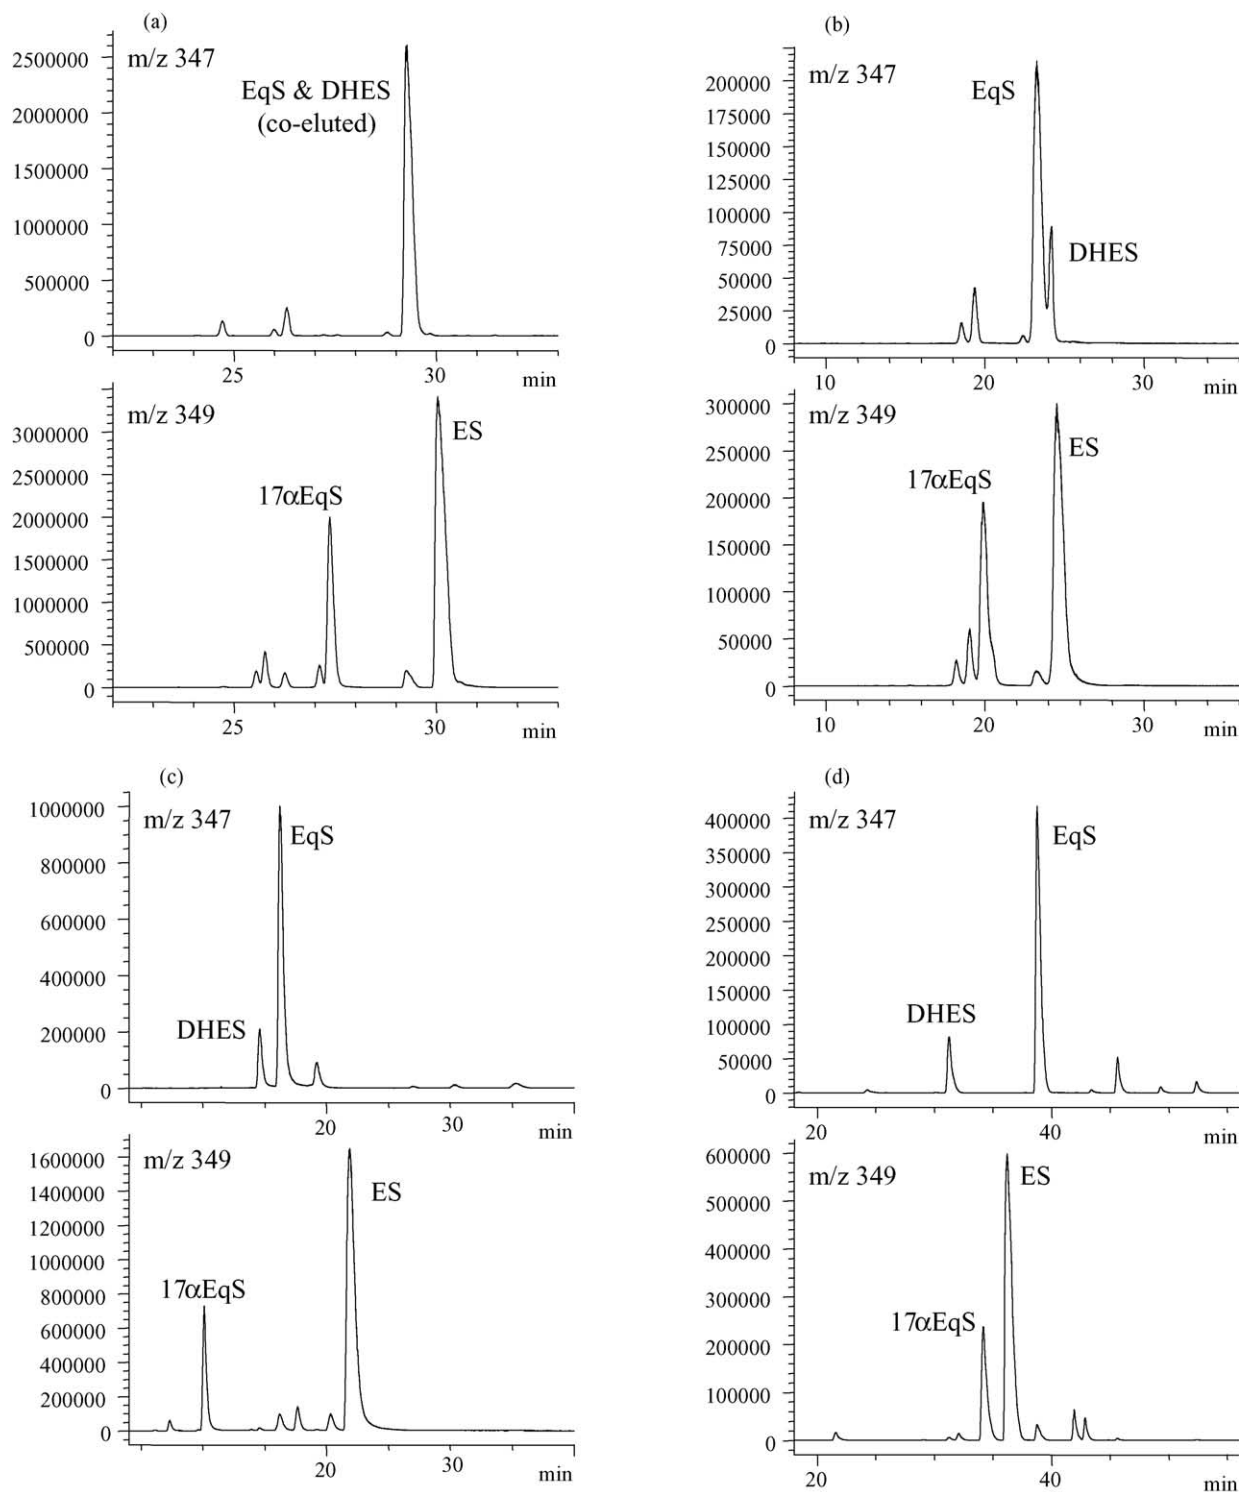 (a)
m/z 347
EqS & DHES
(co-eluted)
2500000
2000000
1500000
1000000
500000
0
25
30
min
m/z 349
ES
17αEqS
3000000
2500000
2000000
1500000
1000000
500000
0
25
30
min
(b)
m/z 347
EqS
DHES
200000
175000
150000
125000
100000
75000
50000
25000
0
10
20
30
min
m/z 349
ES
17αEqS
300000
250000
200000
150000
100000
50000
0
10
20
30
min
(c)
m/z 347
EqS
DHES
1000000
800000
600000
400000
200000
0
20
30
min
m/z 349
ES
17αEqS
1600000
1400000
1200000
1000000
800000
600000
400000
200000
0
20
30
min
(d)
m/z 347
EqS
DHES
400000
350000
300000
250000
200000
150000
100000
50000
0
20
40
min
m/z 349
ES
17αEqS
600000
500000
400000
300000
200000
100000
0
20
40
min